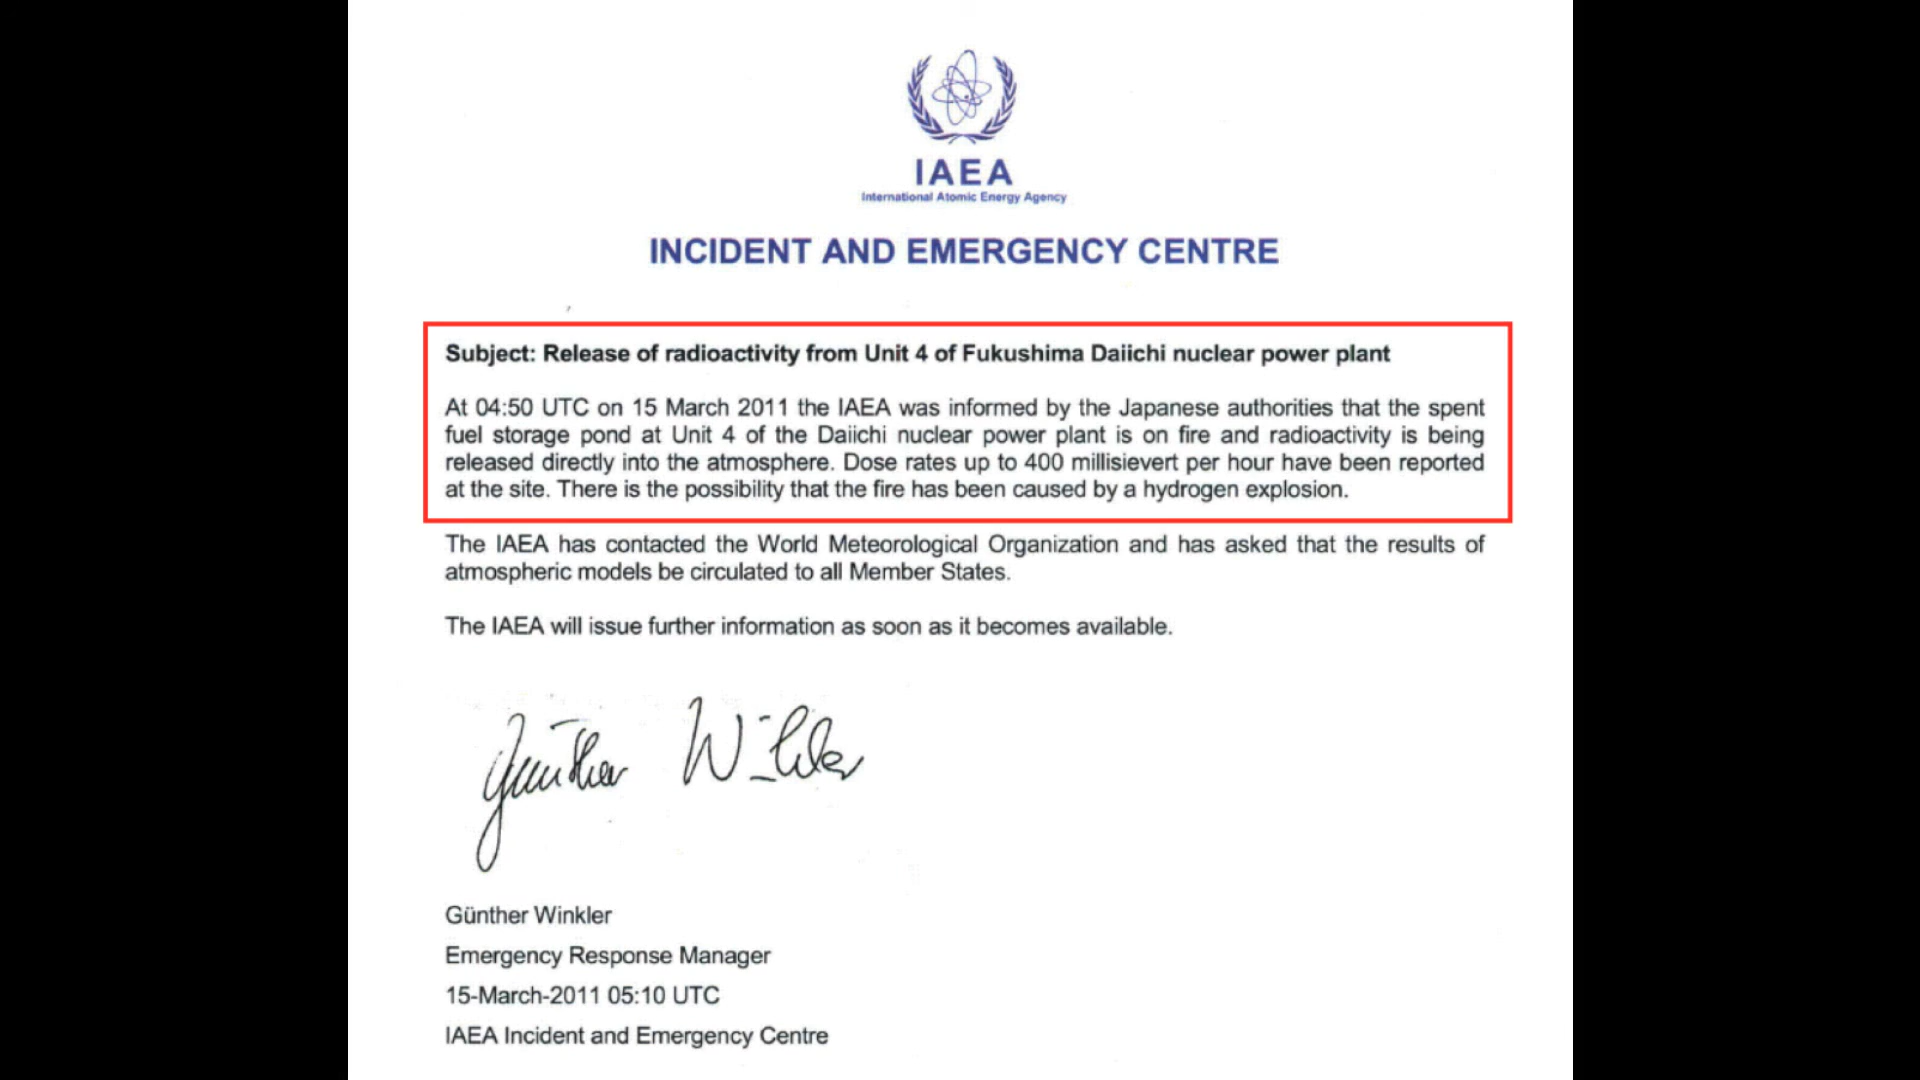 IAEA
International Atomic Energy Agency
INCIDENT AND EMERGENCY CENTRE
Subject: Release of radioactivity from Unit 4 of Fukushima Daiichi nuclear power plant
At 04:50 UTC on 15 March 2011 the IAEA was informed by the Japanese authorities that the spent
fuel storage pond at Unit 4 of the Daiichi nuclear power plant is on fire and radioactivity is being
released directly into the atmosphere. Dose rates up to 400 millisievert per hour have been reported
at the site. There is the possibility that the fire has been caused by a hydrogen explosion.
The IAEA has contacted the World Meteorological Organization and has asked that the results of
atmospheric models be circulated to all Member States.
The IAEA will issue further information as soon as it becomes available.
Günther Winkler
Günther Winkler
Emergency Response Manager
15-March-2011 05:10 UTC
IAEA Incident and Emergency Centre